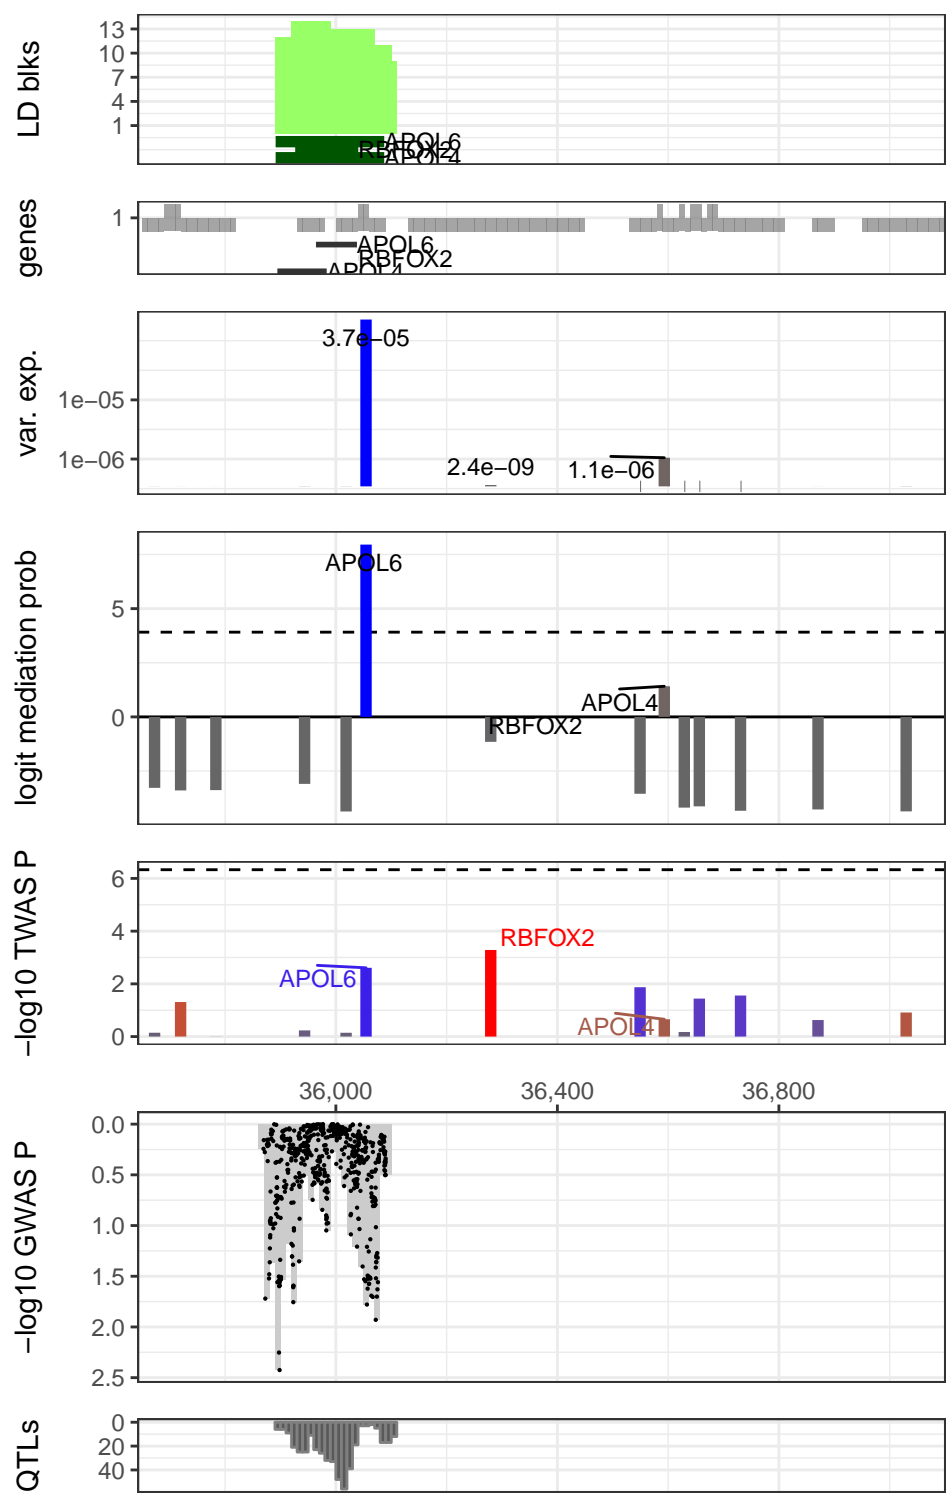 LD blks
13
10
7
4
1
APOL6
RBFOX2
APOL4
genes
1
APOL6
RBFOX2
APOL4
var. exp.
1e−05
1e−06
3.7e−05
2.4e−09
1.1e−06
logit mediation prob
5
0
APOL6
APOL4
RBFOX2
−log10 TWAS P
6
4
2
0
RBFOX2
APOL6
APOL4
36,000
36,400
36,800
−log10 GWAS P
0.0
0.5
1.0
1.5
2.0
2.5
QTLs
0
20
40